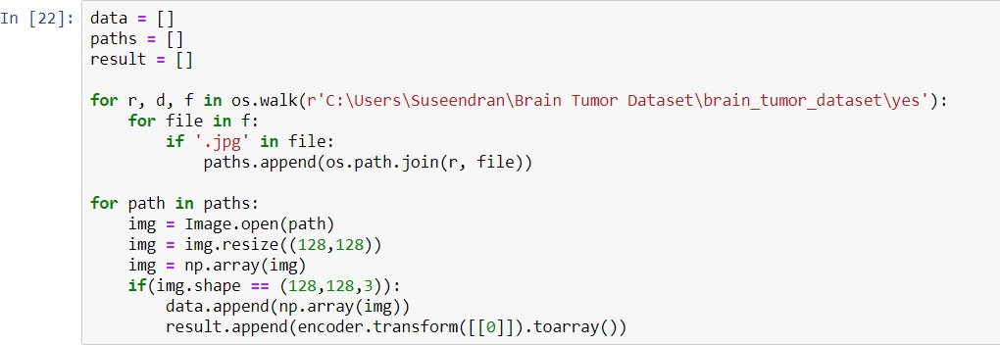 In [22]: data = []
paths = []
result = []
for r, d, f in os.walk(r'C:\Users\Suseendran\Brain Tumor Dataset\brain_tumor_dataset\yes'):
    for file in f:
        if '.jpg' in file:
            paths.append(os.path.join(r, file))
for path in paths:
    img = Image.open(path)
    img = img.resize((128,128))
    img = np.array(img)
    if(img.shape == (128,128,3)):
        data.append(np.array(img))
        result.append(encoder.transform([[0]]).toarray())